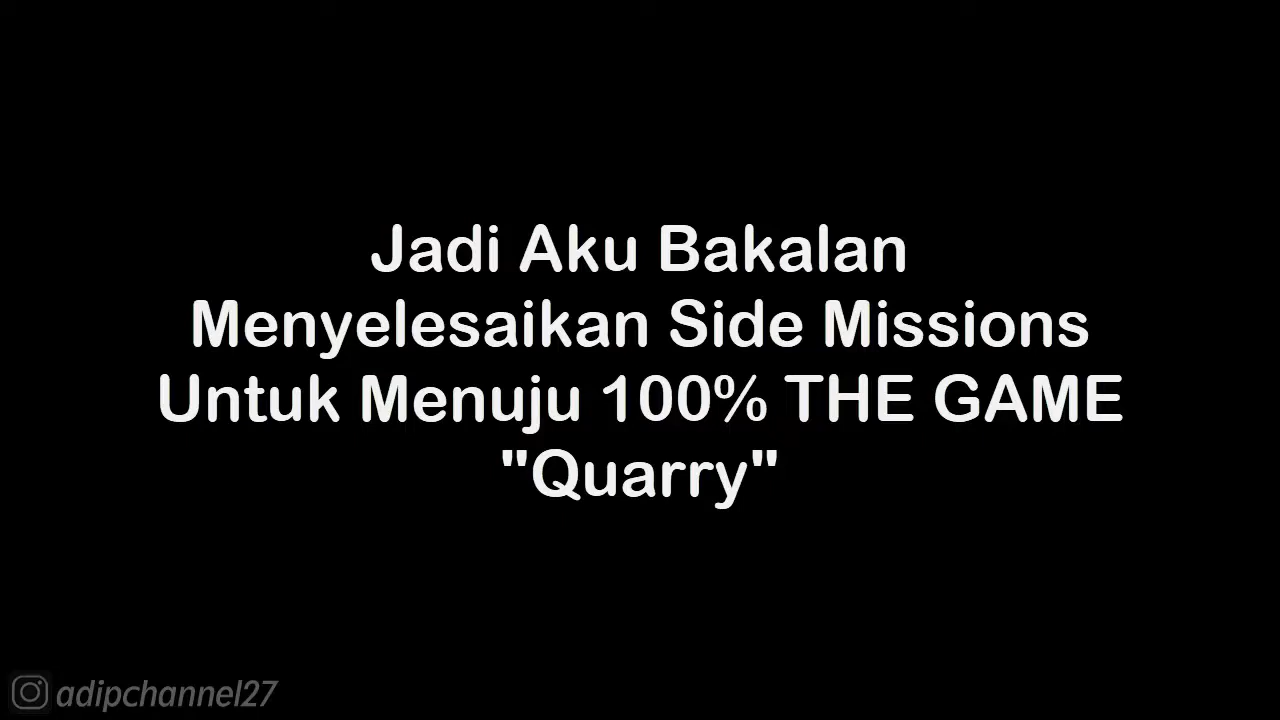 Jadi Aku Bakalan
Menyelesaikan Side Missions
Untuk Menuju 100% THE GAME
"Quarry"
adipchannel27